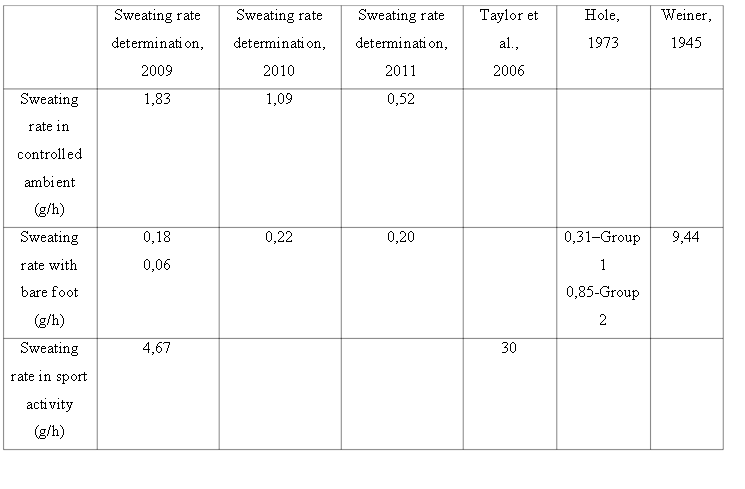 Sweating rate
determination,
2009
Sweating rate
determination,
2010
Sweating rate
determination,
2011
Taylor et
al.,
2006
Hole,
1973
Weiner,
1945
Sweating
rate in
controlled
ambient
(g/h)
1,83
1,09
0,52
Sweating
rate with
bare foot
(g/h)
0,18
0,06
0,22
0,20
0,31–Group
1
0,85-Group
2
9,44
Sweating
rate in sport
activity
(g/h)
4,67
30